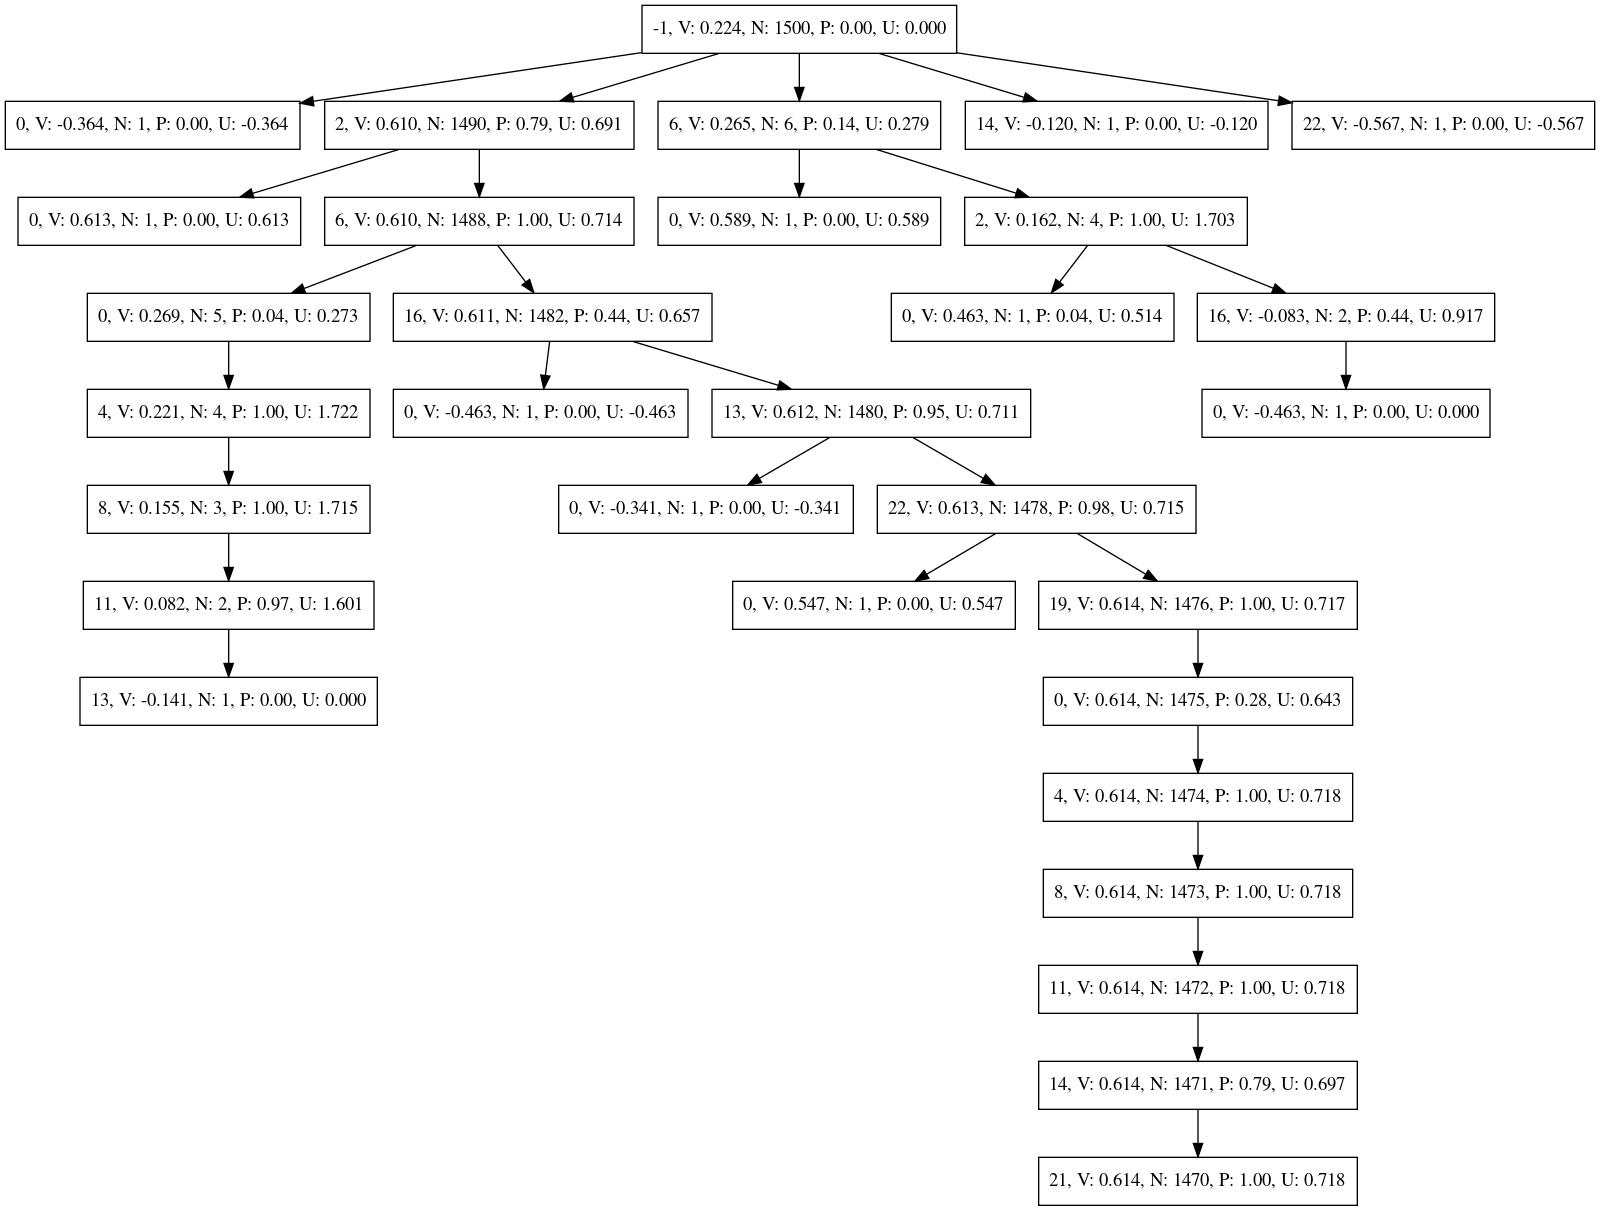 -1, V: 0.224, N: 1500, P: 0.00, U: 0.000
0, V: -0.364, N: 1, P: 0.00, U: -0.364
2, V: 0.610, N: 1490, P: 0.79, U: 0.691
6, V: 0.265, N: 6, P: 0.14, U: 0.279
14, V: -0.120, N: 1, P: 0.00, U: -0.120
22, V: -0.567, N: 1, P: 0.00, U: -0.567
0, V: 0.613, N: 1, P: 0.00, U: 0.613
6, V: 0.610, N: 1488, P: 1.00, U: 0.714
0, V: 0.589, N: 1, P: 0.00, U: 0.589
2, V: 0.162, N: 4, P: 1.00, U: 1.703
0, V: 0.269, N: 5, P: 0.04, U: 0.273
16, V: 0.611, N: 1482, P: 0.44, U: 0.657
0, V: 0.463, N: 1, P: 0.04, U: 0.514
16, V: -0.083, N: 2, P: 0.44, U: 0.917
4, V: 0.221, N: 4, P: 1.00, U: 1.722
0, V: -0.463, N: 1, P: 0.00, U: -0.463
13, V: 0.612, N: 1480, P: 0.95, U: 0.711
0, V: -0.463, N: 1, P: 0.00, U: 0.000
8, V: 0.155, N: 3, P: 1.00, U: 1.715
0, V: -0.341, N: 1, P: 0.00, U: -0.341
22, V: 0.613, N: 1478, P: 0.98, U: 0.715
11, V: 0.082, N: 2, P: 0.97, U: 1.601
0, V: 0.547, N: 1, P: 0.00, U: 0.547
19, V: 0.614, N: 1476, P: 1.00, U: 0.717
13, V: -0.141, N: 1, P: 0.00, U: 0.000
0, V: 0.614, N: 1475, P: 0.28, U: 0.643
4, V: 0.614, N: 1474, P: 1.00, U: 0.718
8, V: 0.614, N: 1473, P: 1.00, U: 0.718
11, V: 0.614, N: 1472, P: 1.00, U: 0.718
14, V: 0.614, N: 1471, P: 0.79, U: 0.697
21, V: 0.614, N: 1470, P: 1.00, U: 0.718